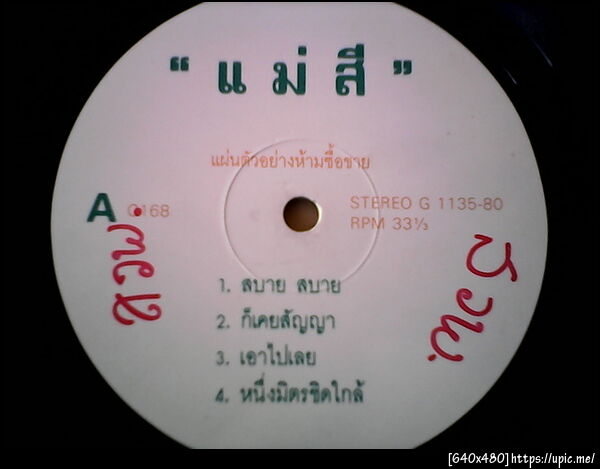 “ แม่สี ”
แผ่นตัวอย่างห้ามซื้อขาย
A 0168
STEREO G 1135-80
RPM 33⅓
สวพ.
1. สบาย สบาย
2. ก็เคยสัญญา
3. เอาไปเลย
4. หนึ่งมิตรชิดใกล้
[640x480]https://upic.me/